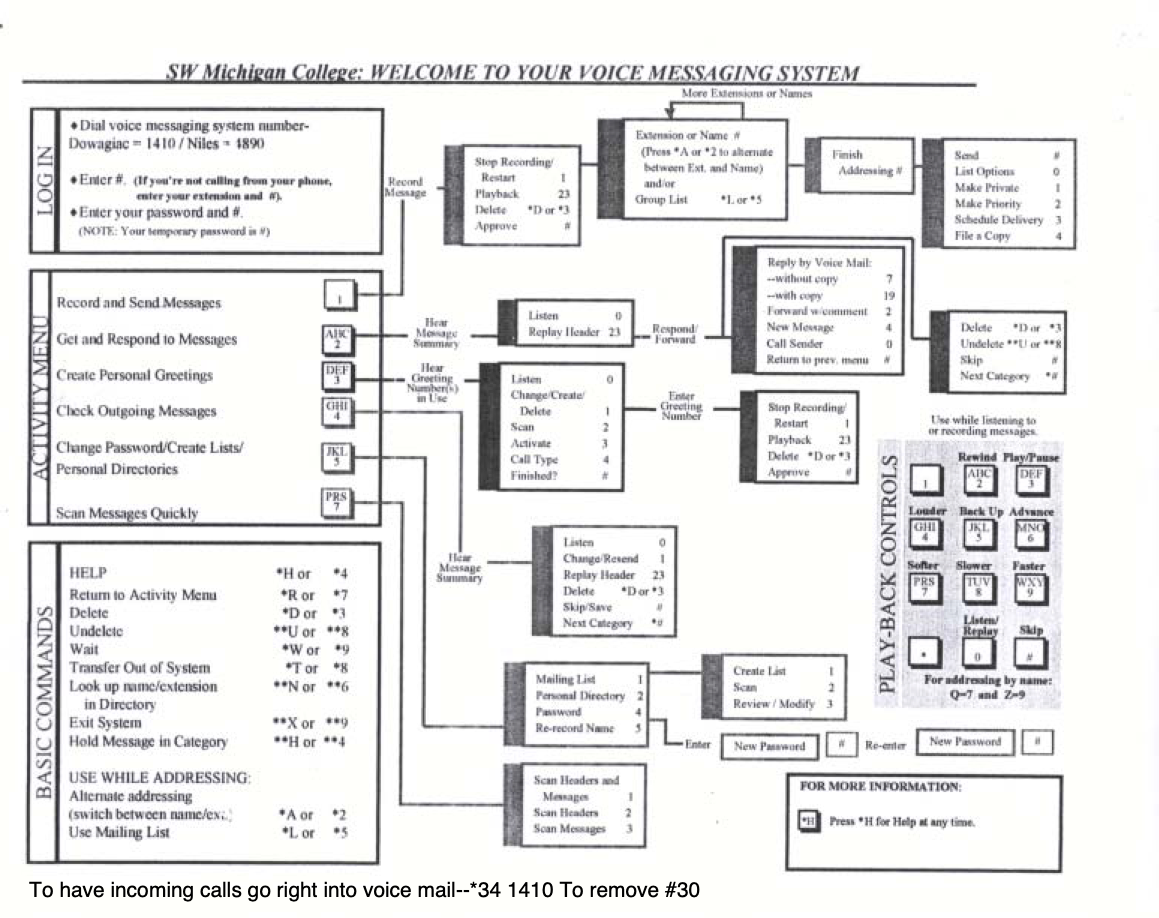 SW Michigan College: WELCOME TO YOUR VOICE MESSAGING SYSTEM
LOG IN
♦Dial voice messaging system number-
Dowagiac = 1410 / Niles = 4890
♦Enter #. (If you're not calling from your phone,
enter your extension and #).
♦Enter your password and #.
(NOTE: Your temporary password is #)
ACTIVITY MENU
Record and Send Messages 1
Get and Respond to Messages ABC 2
Create Personal Greetings DEF 3
Check Outgoing Messages GHI 4
Change Password/Create Lists/
Personal Directories JKL 5
Scan Messages Quickly PRS 7
BASIC COMMANDS
HELP *H or *4
Return to Activity Menu *R or *7
Delete *D or *3
Undelete **U or **8
Wait *W or *9
Transfer Out of System *T or *8
Look up name/extension **N or **6
in Directory
Exit System **X or **9
Hold Message in Category **H or **4
USE WHILE ADDRESSING:
Alternate addressing
(switch between name/ext.) *A or *2
Use Mailing List *L or *5
Record
Message
Stop Recording/
Restart 1
Playback 23
Delete *D or *3
Approve #
More Extensions or Names
Extension or Name #
(Press *A or *2 to alternate
between Ext. and Name)
and/or
Group List *L or *5
Finish
Addressing #
Send #
List Options 0
Make Private 1
Make Priority 2
Schedule Delivery 3
File a Copy 4
Hear
Message
Summary
Listen 0
Replay Header 23
Respond/
Forward
Reply by Voice Mail:
--without copy 7
--with copy 19
Forward w/comment 2
New Message 4
Call Sender 0
Return to prev. menu #
Delete *D or *3
Undelete **U or **8
Skip #
Next Category *#
Hear
Greeting
Number(s)
in Use
Listen 0
Change/Create/
Delete 1
Scan 2
Activate 3
Call Type 4
Finished? #
Enter
Greeting
Number
Stop Recording/
Restart 1
Playback 23
Delete *D or *3
Approve #
Hear
Message
Summary
Listen 0
Change/Resend 1
Replay Header 23
Delete *D or *3
Skip/Save #
Next Category *#
Mailing List 1
Personal Directory 2
Password 4
Re-record Name 5
Create List 1
Scan 2
Review / Modify 3
Enter New Password # Re-enter New Password #
Scan Headers and
Messages 1
Scan Headers 2
Scan Messages 3
Use while listening to
or recording messages.
PLAY-BACK CONTROLS
Rewind Play/Pause
1 ABC 2 DEF 3
Louder Back Up Advance
GHI 4 JKL 5 MNO 6
Softer Slower Faster
PRS 7 TUV 8 WXY 9
Listen/
Replay Skip
* 0 #
For addressing by name:
Q=7 and Z=9
FOR MORE INFORMATION:
*H Press *H for Help at any time.
To have incoming calls go right into voice mail--*34 1410 To remove #30